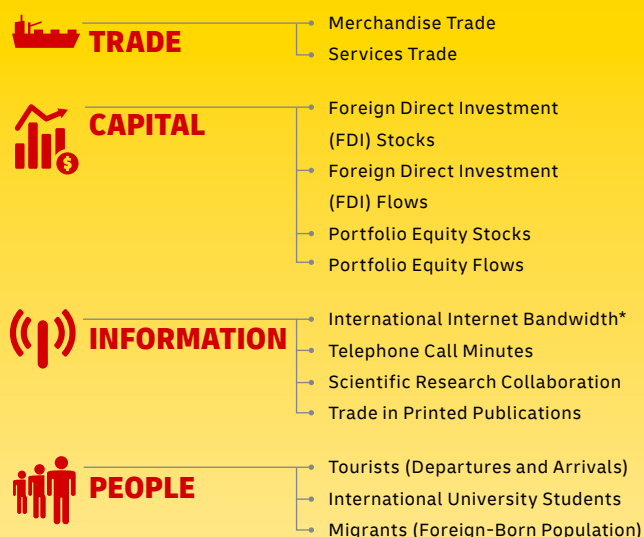 TRADE
Merchandise Trade
Services Trade
CAPITAL
Foreign Direct Investment
(FDI) Stocks
Foreign Direct Investment
(FDI) Flows
Portfolio Equity Stocks
Portfolio Equity Flows
$
INFORMATION
International Internet Bandwidth*
Telephone Call Minutes
Scientific Research Collaboration
Trade in Printed Publications
PEOPLE
Tourists (Departures and Arrivals)
International University Students
Migrants (Foreign-Born Population)